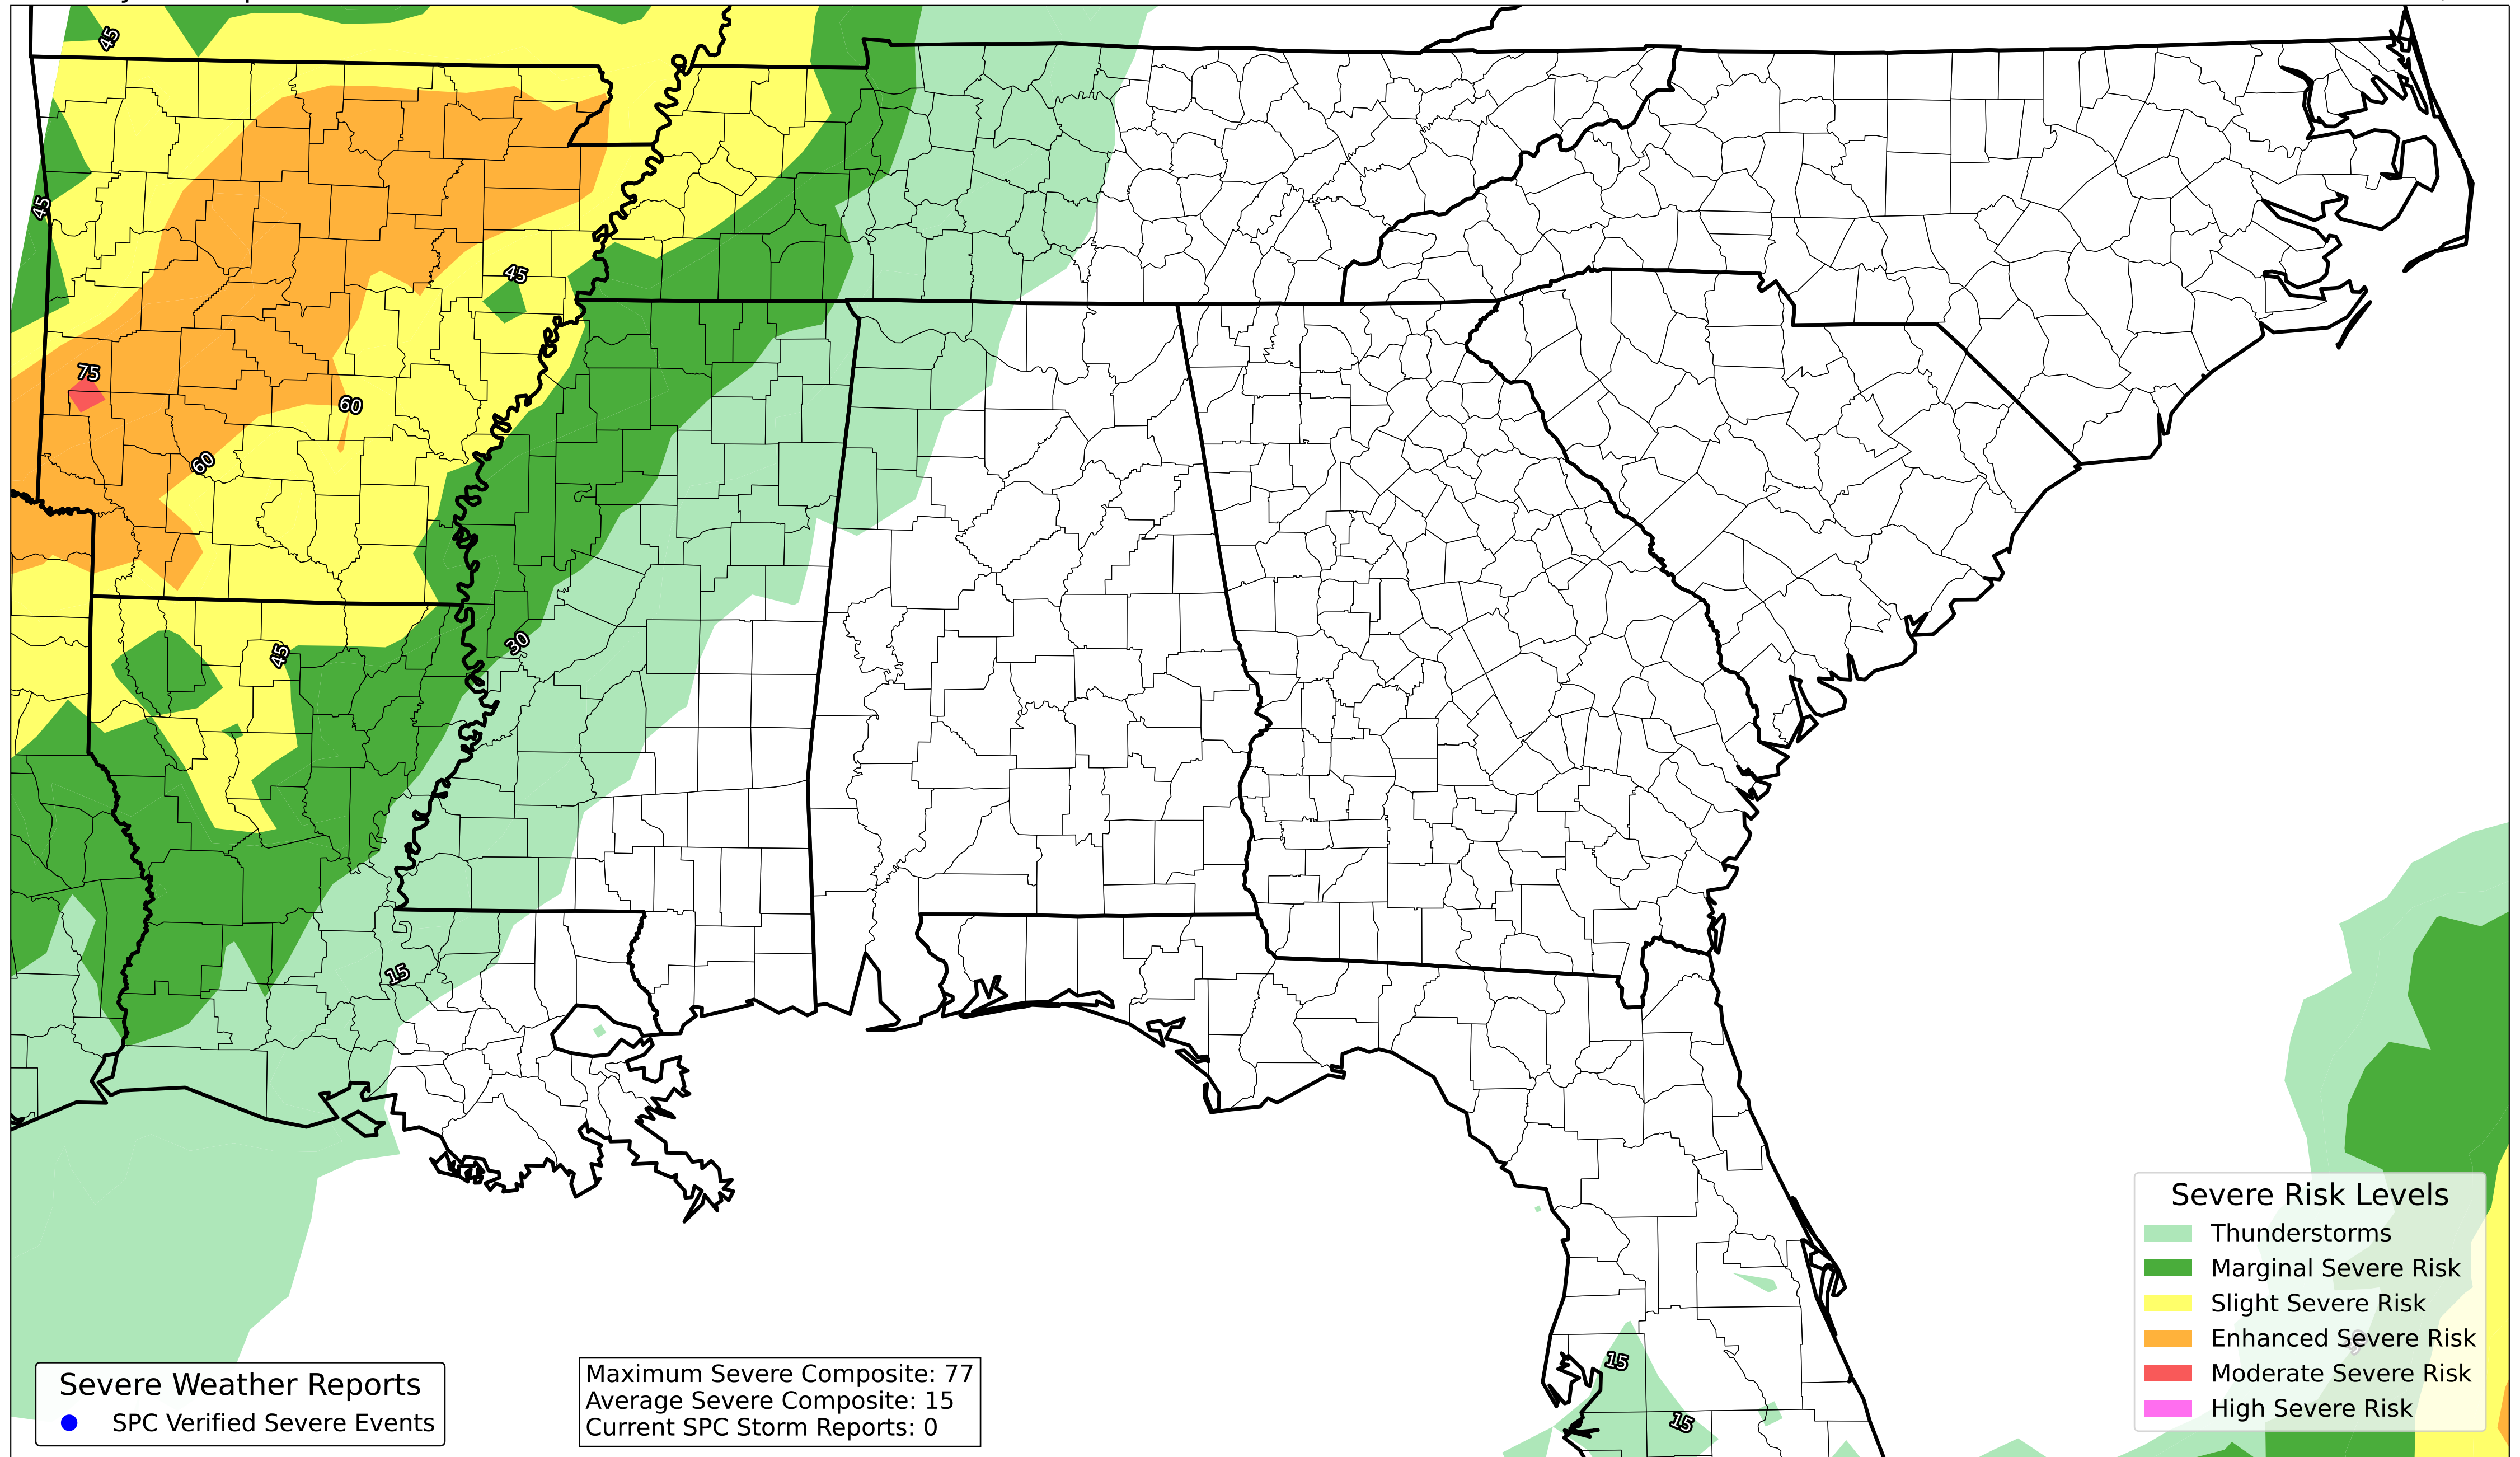 45
45
45
75
60
60
45
30
15
15
15
Severe Risk Levels
Thunderstorms
Marginal Severe Risk
Slight Severe Risk
Enhanced Severe Risk
Moderate Severe Risk
High Severe Risk
Severe Weather Reports
SPC Verified Severe Events
Maximum Severe Composite: 77
Average Severe Composite: 15
Current SPC Storm Reports: 0